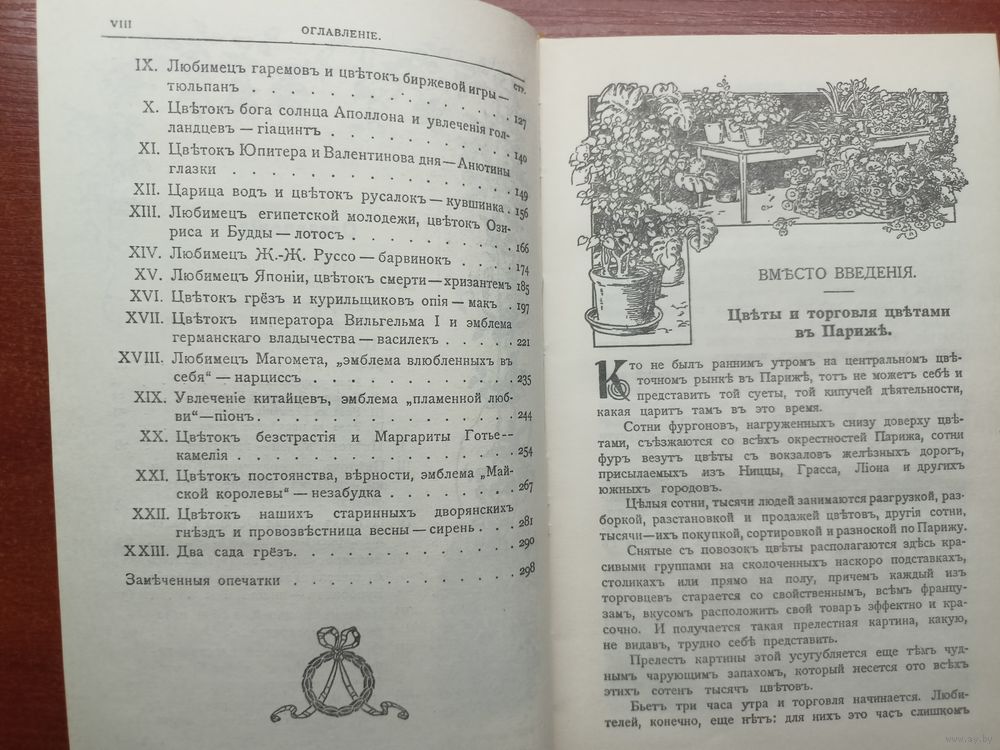 VIII
ОГЛАВЛЕНІЕ.
СТР.
IX. Любимецъ гаремовъ и цвѣтокъ биржевой игры —
тюльпанъ . . . . . . . . . . 127
X. Цвѣтокъ бога солнца Аполлона и увлеченія гол-
ландцевъ — гіацинтъ . . . . . . . . 140
XI. Цвѣтокъ Юпитера и Валентинова дня — Анютины
глазки . . . . . . . . . . . 149
XII. Царица водъ и цвѣтокъ русалокъ — кувшинка . 156
XIII. Любимецъ египетской молодежи, цвѣтокъ Ози-
риса и Будды — лотосъ . . . . . . . 166
XIV. Любимецъ Ж.-Ж. Руссо — барвинокъ . . . . 174
XV. Любимецъ Японіи, цвѣтокъ смерти — хризантемъ 185
XVI. Цвѣтокъ грёзъ и курильщиковъ опія — макъ . 197
XVII. Цвѣтокъ императора Вильгельма I и эмблема
германскаго владычества — василекъ . . . . 221
XVIII. Любимецъ Магомета, „эмблема влюбленныхъ въ
себя“ — нарциссъ . . . . . . . . . 235
XIX. Увлеченіе китайцевъ, эмблема „пламенной люб-
ви“ — піонъ . . . . . . . . . . 244
XX. Цвѣтокъ безстрастія и Маргариты Готье --
камелія . . . . . . . . . . . 254
XXI. Цвѣтокъ постоянства, вѣрности, эмблема „Май-
ской королевы“ — незабудка . . . . . . 267
XXII. Цвѣтокъ нашихъ старинныхъ дворянскихъ
гнѣздъ и провозвѣстница весны — сирень . . . 281
XXIII. Два сада грёзъ . . . . . . . . . 290
Замѣченныя опечатки . . . . . . . . . 298
ВМѢСТО ВВЕДЕНІЯ.
Цвѣты и торговля цвѣтами
въ Парижѣ.
Кто не былъ раннимъ утромъ на центральномъ цвѣ-
точномъ рынкѣ въ Парижѣ, тотъ не можетъ себѣ и
представить той суеты, той кипучей дѣятельности,
какая царитъ тамъ въ это время.
Сотни фургоновъ, нагруженныхъ снизу доверху цвѣ-
тами, съѣзжаются со всѣхъ окрестностей Парижа, сотни
фуръ везутъ цвѣты съ вокзаловъ желѣзныхъ дорогъ,
присылаемыхъ изъ Ниццы, Грасса, Ліона и другихъ
южныхъ городовъ.
Цѣлыя сотни, тысячи людей занимаются разгрузкой, раз-
боркой, разстановкой и продажей цвѣтовъ, другія сотни,
тысячи — ихъ покупкой, сортировкой и разноской по Парижу.
Снятые съ повозокъ цвѣты располагаются здѣсь кра-
сивыми группами на сколоченныхъ наскоро подставкахъ,
столикахъ или прямо на полу, причемъ каждый изъ
торговцевъ старается со свойственнымъ, всѣмъ францу-
замъ, вкусомъ расположить свой товаръ эффектно и кра-
сочно. И получается такая прелестная картина, какую,
не видавъ, трудно себѣ представить.
Прелесть картины этой усугубляется еще тѣмъ чуд-
нымъ чарующимъ запахомъ, который несется ото всѣхъ
этихъ сотенъ тысячъ цвѣтовъ.
Бьетъ три часа утра и торговля начинается. Люби-
телей, конечно, еще нѣтъ: для нихъ это часъ слишкомъ
www.ay.by